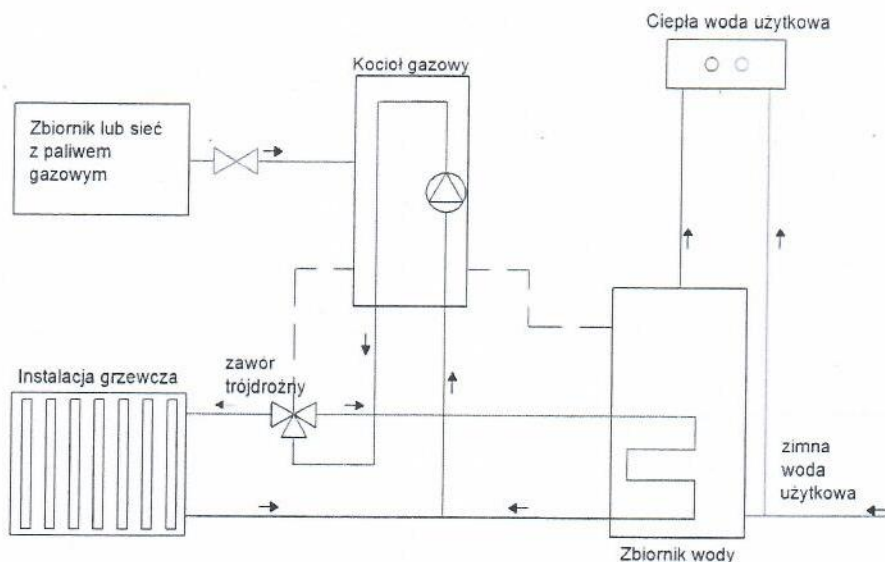 Ciepła woda użytkowa
Kocioł gazowy
Zbiornik lub sieć
z paliwem
gazowym
zawór
trójdrożny
Instalacja grzewcza
zimna
woda
użytkowa
Zbiornik wody